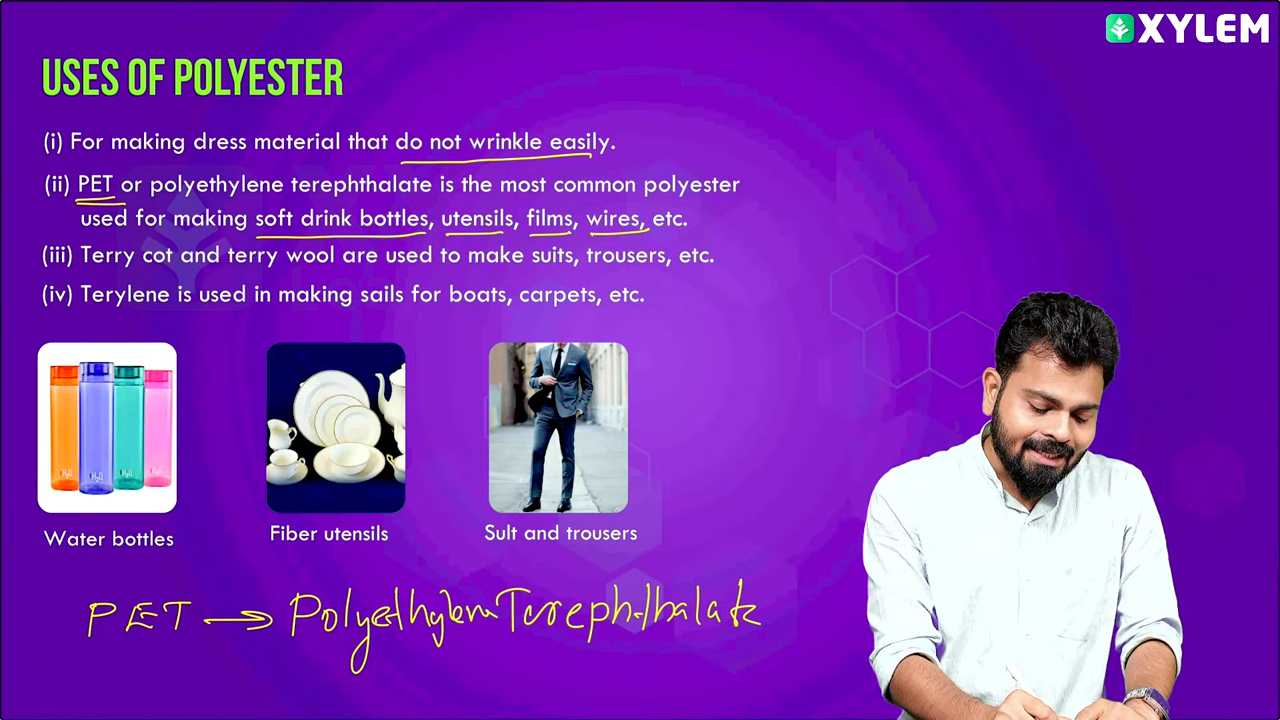 XYLEM
USES OF POLYESTER
(i) For making dress material that do not wrinkle easily.
(ii) PET or polyethylene terephthalate is the most common polyester
used for making soft drink bottles, utensils, films, wires, etc.
(iii) Terry cot and terry wool are used to make suits, trousers, etc.
(iv) Terylene is used in making sails for boats, carpets, etc.
H₂O H₂O
Water bottles
Fiber utensils
Sult and trousers
PET → Polyethylene Terephthalate